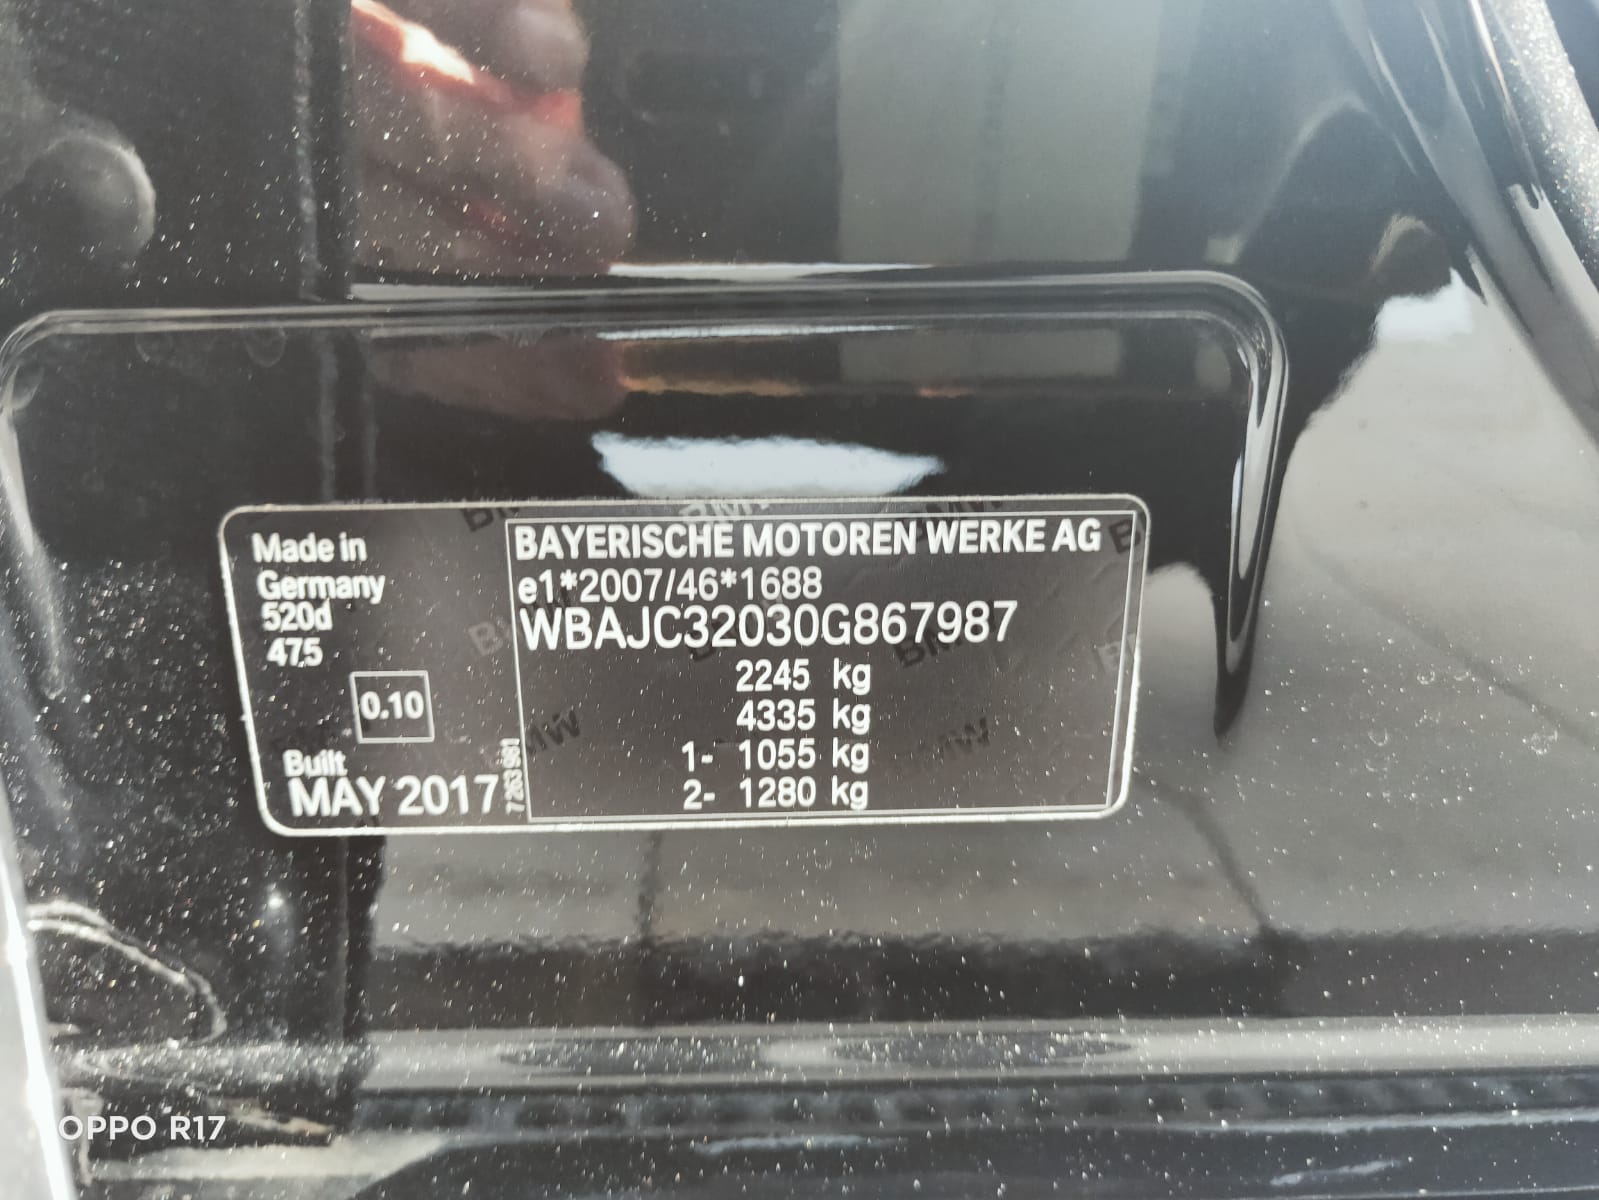 Made in
Germany
520d
475
0.10
Built
MAY 2017
BAYERISCHE MOTOREN WERKE AG
e1*2007/46*1688
WBAJC32030G867987
2245 kg
4335 kg
1- 1055 kg
2- 1280 kg
OPPO R17